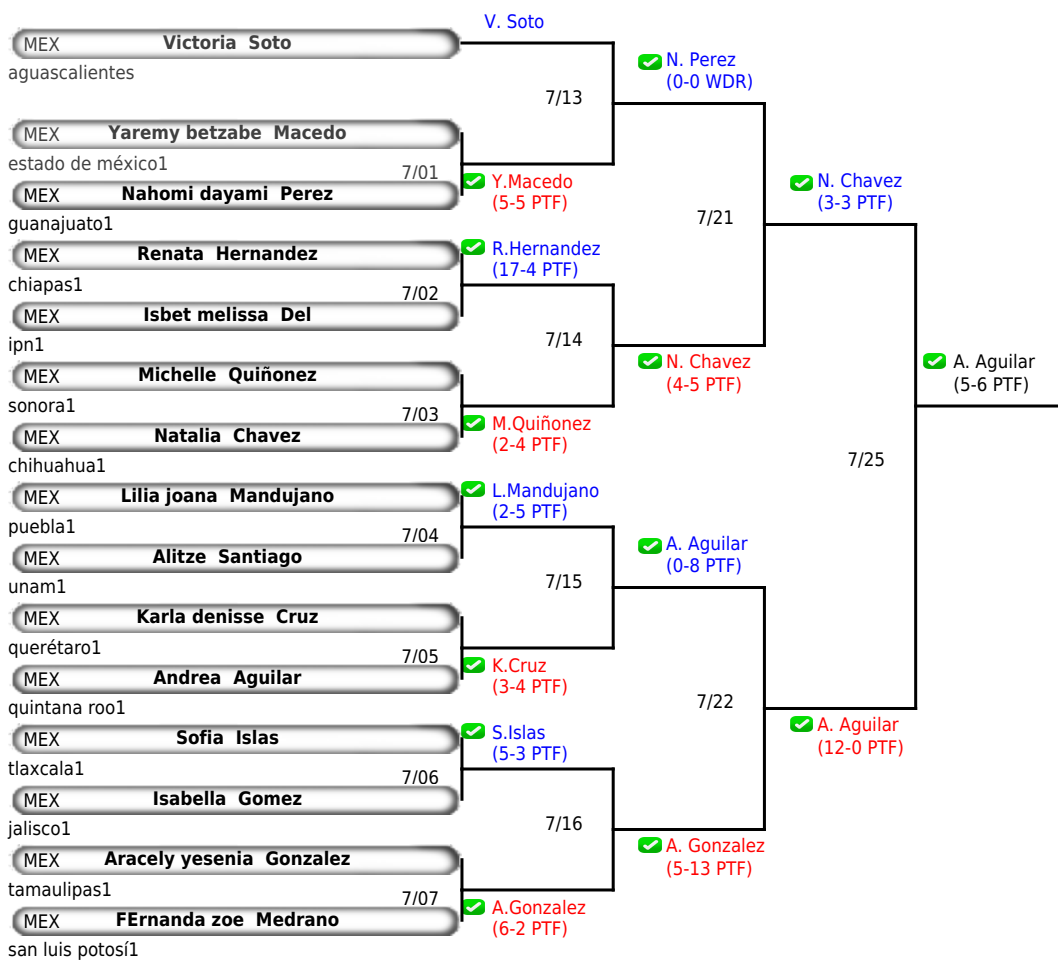 V. Soto
MEX Victoria Soto
aguascalientes
N. Perez
(0-0 WDR)
7/13
MEX Yaremy betzabe Macedo
estado de méxico1
7/01
Y.Macedo
(5-5 PTF)
MEX Nahomi dayami Perez
guanajuato1
N. Chavez
(3-3 PTF)
7/21
MEX Renata Hernandez
chiapas1
R.Hernandez
(17-4 PTF)
7/02
MEX Isbet melissa Del
ipn1
7/14
MEX Michelle Quiñonez
sonora1
N. Chavez
(4-5 PTF)
A. Aguilar
(5-6 PTF)
7/03
M.Quiñonez
(2-4 PTF)
MEX Natalia Chavez
chihuahua1
7/25
MEX Lilia joana Mandujano
puebla1
L.Mandujano
(2-5 PTF)
7/04
MEX Alitze Santiago
unam1
A. Aguilar
(0-8 PTF)
7/15
MEX Karla denisse Cruz
querétaro1
7/05
K.Cruz
(3-4 PTF)
MEX Andrea Aguilar
quintana roo1
7/22
A. Aguilar
(12-0 PTF)
MEX Sofia Islas
tlaxcala1
S.Islas
(5-3 PTF)
7/06
MEX Isabella Gomez
jalisco1
7/16
A. Gonzalez
(5-13 PTF)
MEX Aracely yesenia Gonzalez
tamaulipas1
7/07
A.Gonzalez
(6-2 PTF)
MEX FErnanda zoe Medrano
san luis potosí1